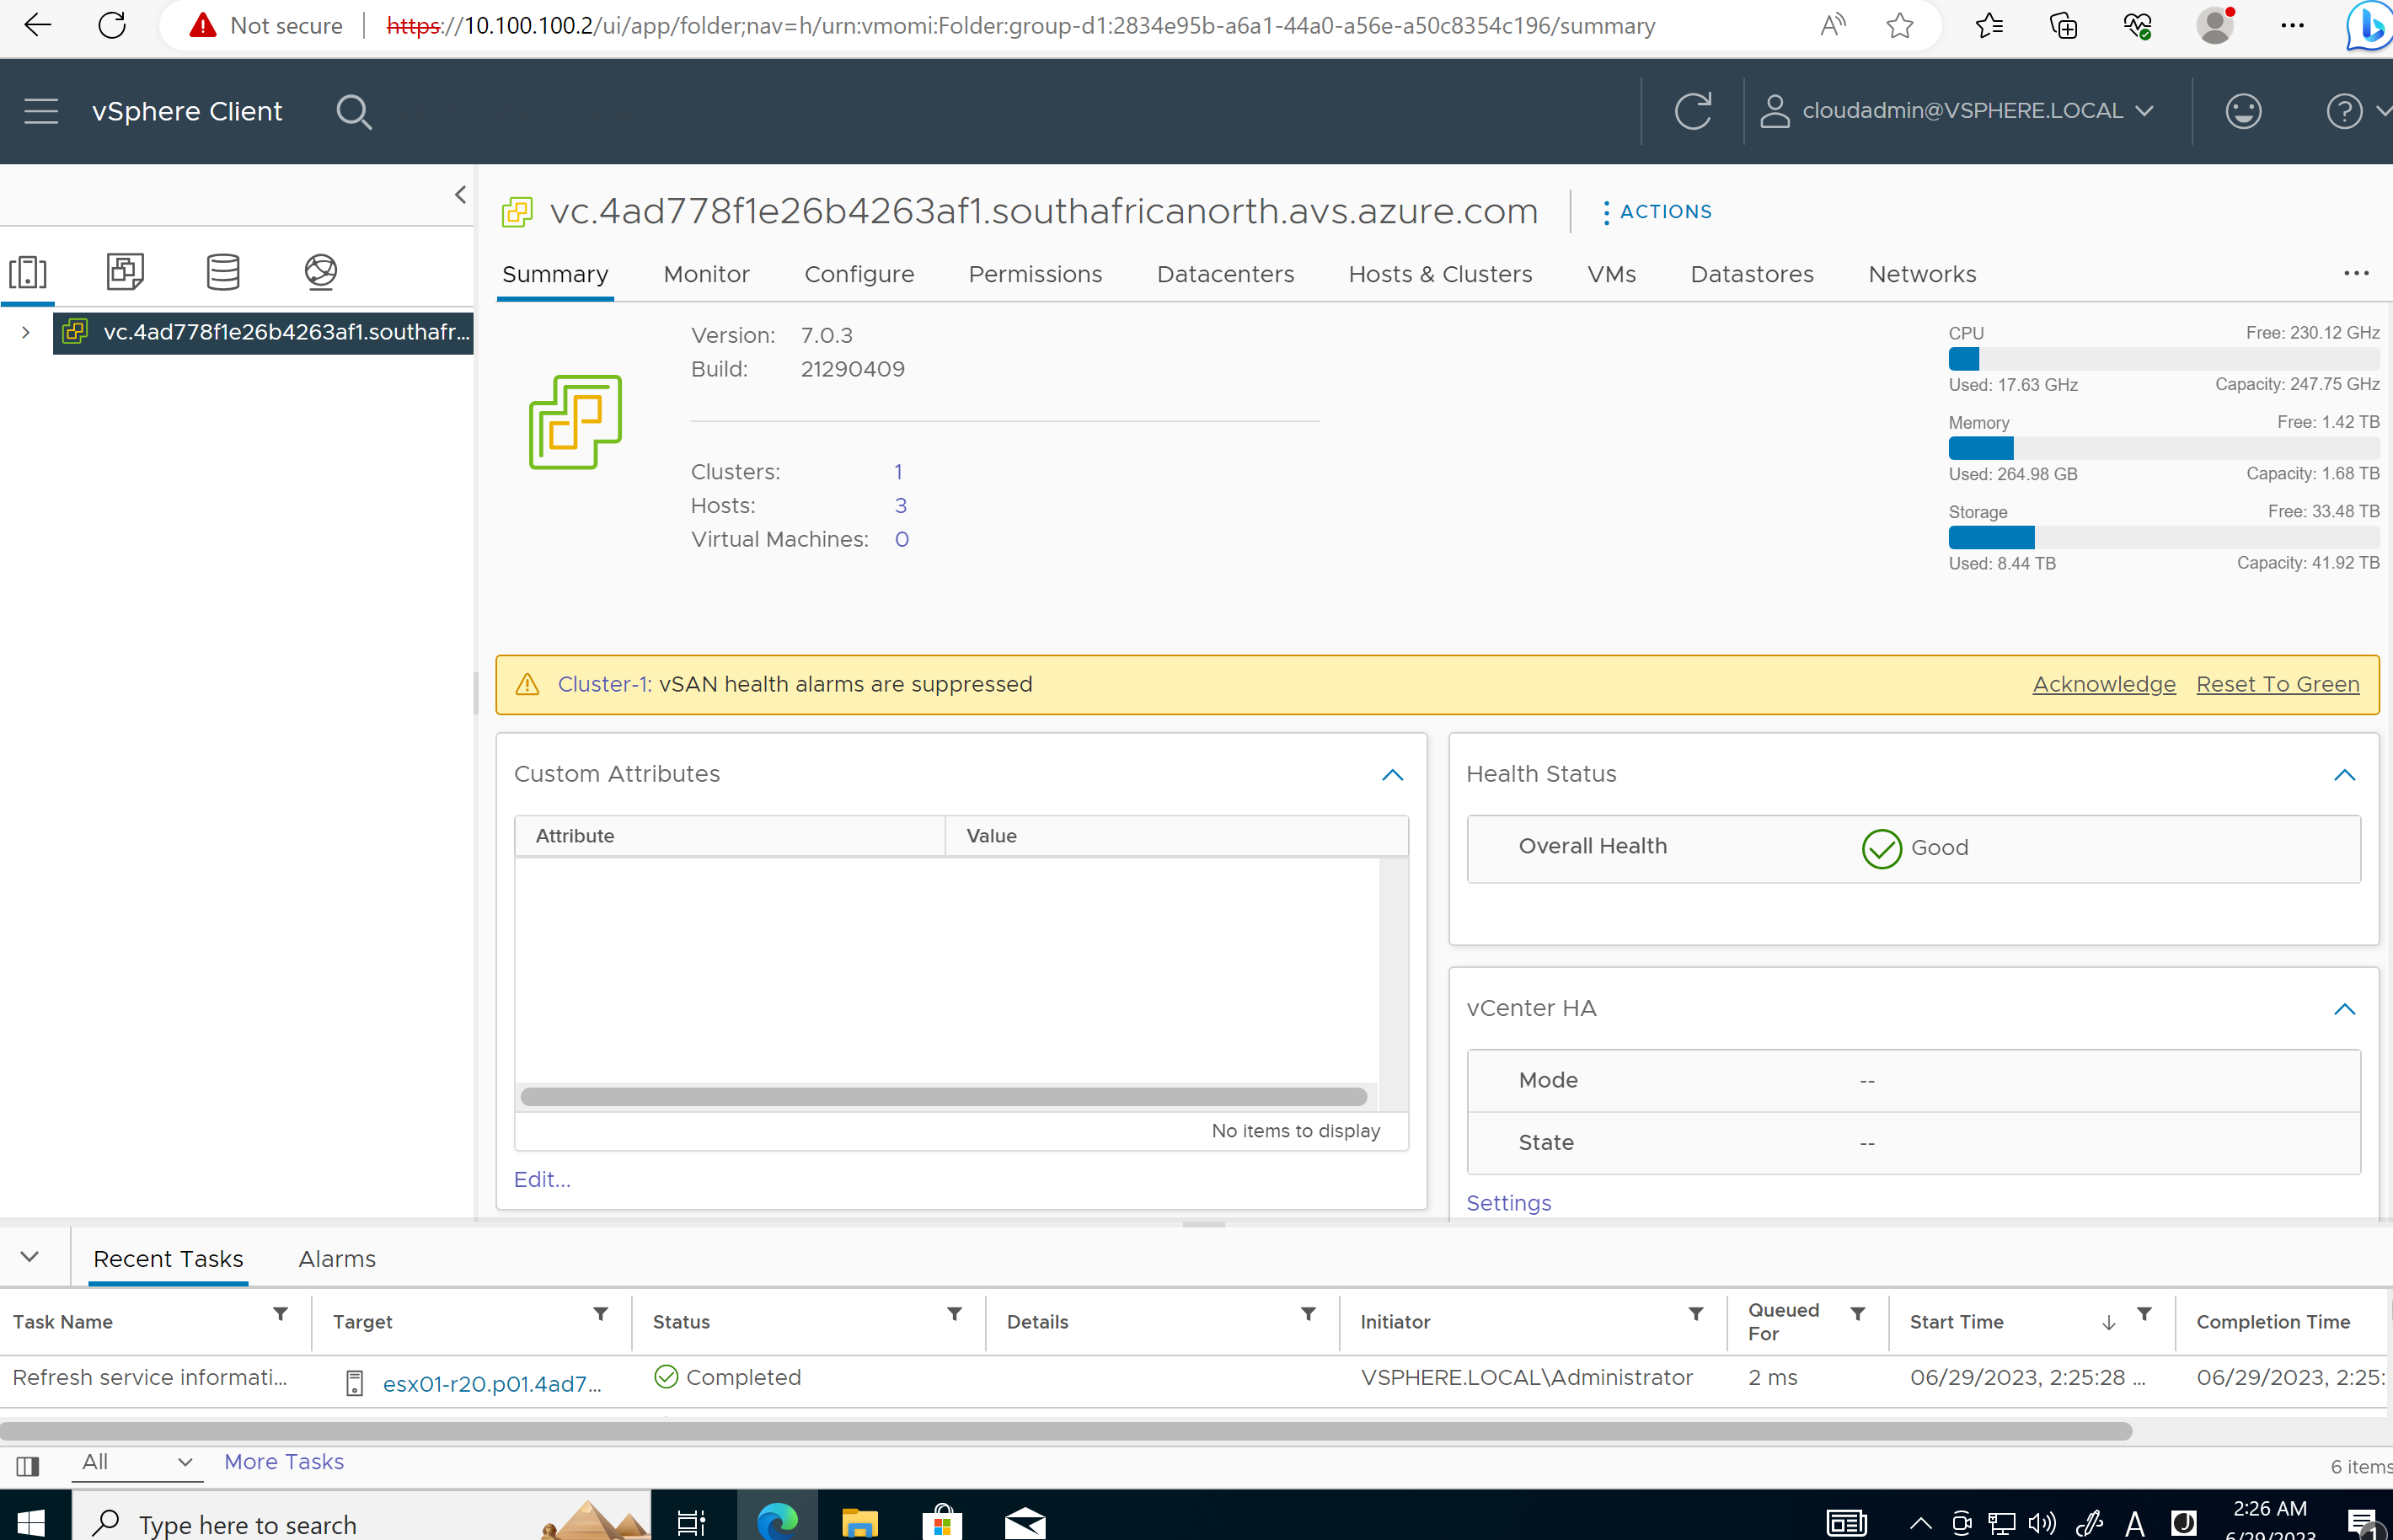 Not secure
https://10.100.100.2/ui/app/folder;nav=h/urn:vmomi:Folder:group-d1:2834e95b-a6a1-44a0-a56e-a50c8354c196/summary
vSphere Client
cloudadmin@VSPHERE.LOCAL
vc.4ad778f1e26b4263af1.southafricanorth.avs.azure.com
ACTIONS
Summary Monitor Configure Permissions Datacenters Hosts & Clusters VMs Datastores Networks
vc.4ad778f1e26b4263af1.southafr...
Version: 7.0.3
Build: 21290409
Clusters: 1
Hosts: 3
Virtual Machines: 0
CPU Free: 230.12 GHz
Used: 17.63 GHz Capacity: 247.75 GHz
Memory Free: 1.42 TB
Used: 264.98 GB Capacity: 1.68 TB
Storage Free: 33.48 TB
Used: 8.44 TB Capacity: 41.92 TB
Cluster-1: vSAN health alarms are suppressed
Acknowledge Reset To Green
Custom Attributes
Attribute Value
No items to display
Edit...
Health Status
Overall Health Good
vCenter HA
Mode --
State --
Settings
Recent Tasks Alarms
Task Name Target Status Details Initiator Queued For Start Time Completion Time
Refresh service informati... esx01-r20.p01.4ad7... Completed VSPHERE.LOCAL\Administrator 2 ms 06/29/2023, 2:25:28 ... 06/29/2023, 2:25:
All More Tasks
6 items
Type here to search
A
2:26 AM
6/29/2023